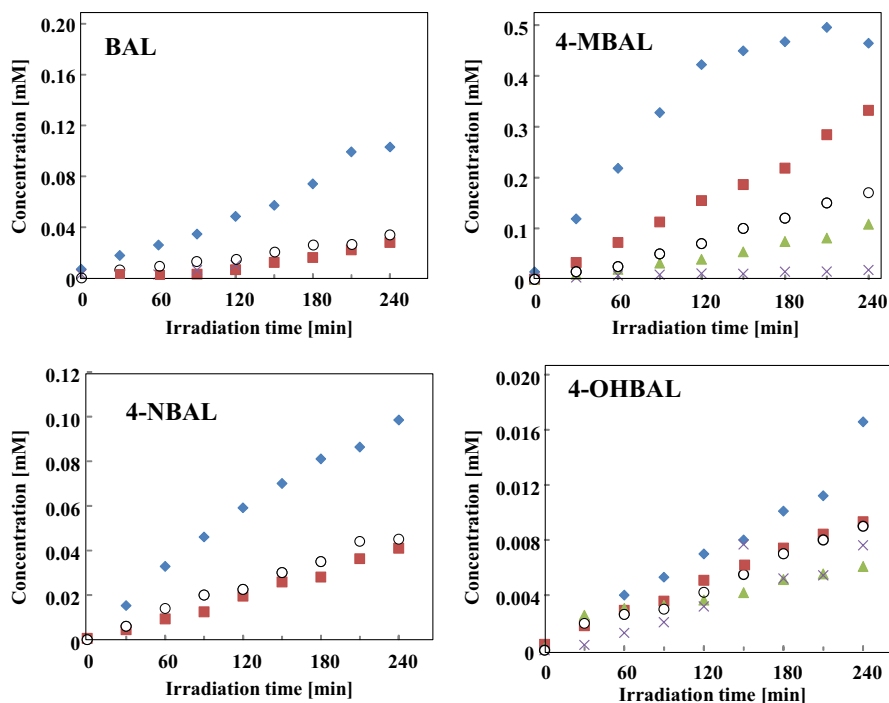 BAL
Concentration [mM]
0.20
0.16
0.12
0.08
0.04
0
0 60 120 180 240
Irradiation time [min]
4-MBAL
Concentration [mM]
0.5
0.4
0.3
0.2
0.1
0
0 60 120 180 240
Irradiation time [min]
4-NBAL
Concentration [mM]
0.12
0.10
0.08
0.06
0.04
0.02
0
0 60 120 180 240
Irradiation time [min]
4-OHBAL
Concentration [mM]
0.020
0.016
0.012
0.008
0.004
0
0 60 120 180 240
Irradiation time [min]